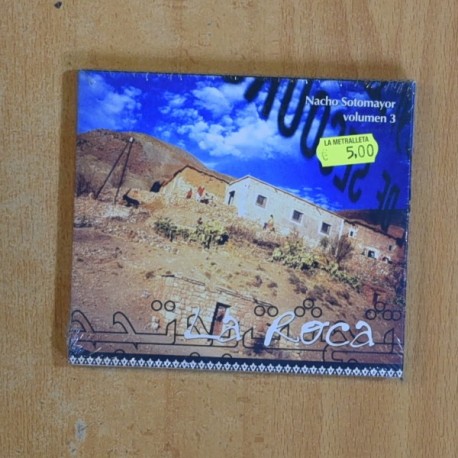 Nacho Sotomayor
volumen 3
LA METRALLETA
€ 5,00
La Roca